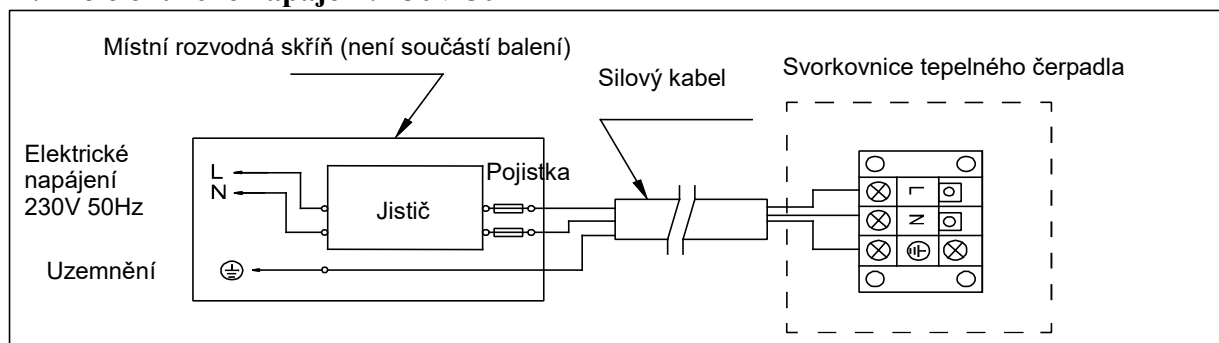 Místní rozvodná skříň (není součástí balení)
Silový kabel
Svorkovnice tepelného čerpadla
Elektrické
napájení
230V 50Hz
L
N
Jistič
Pojistka
Uzemnění
L
N